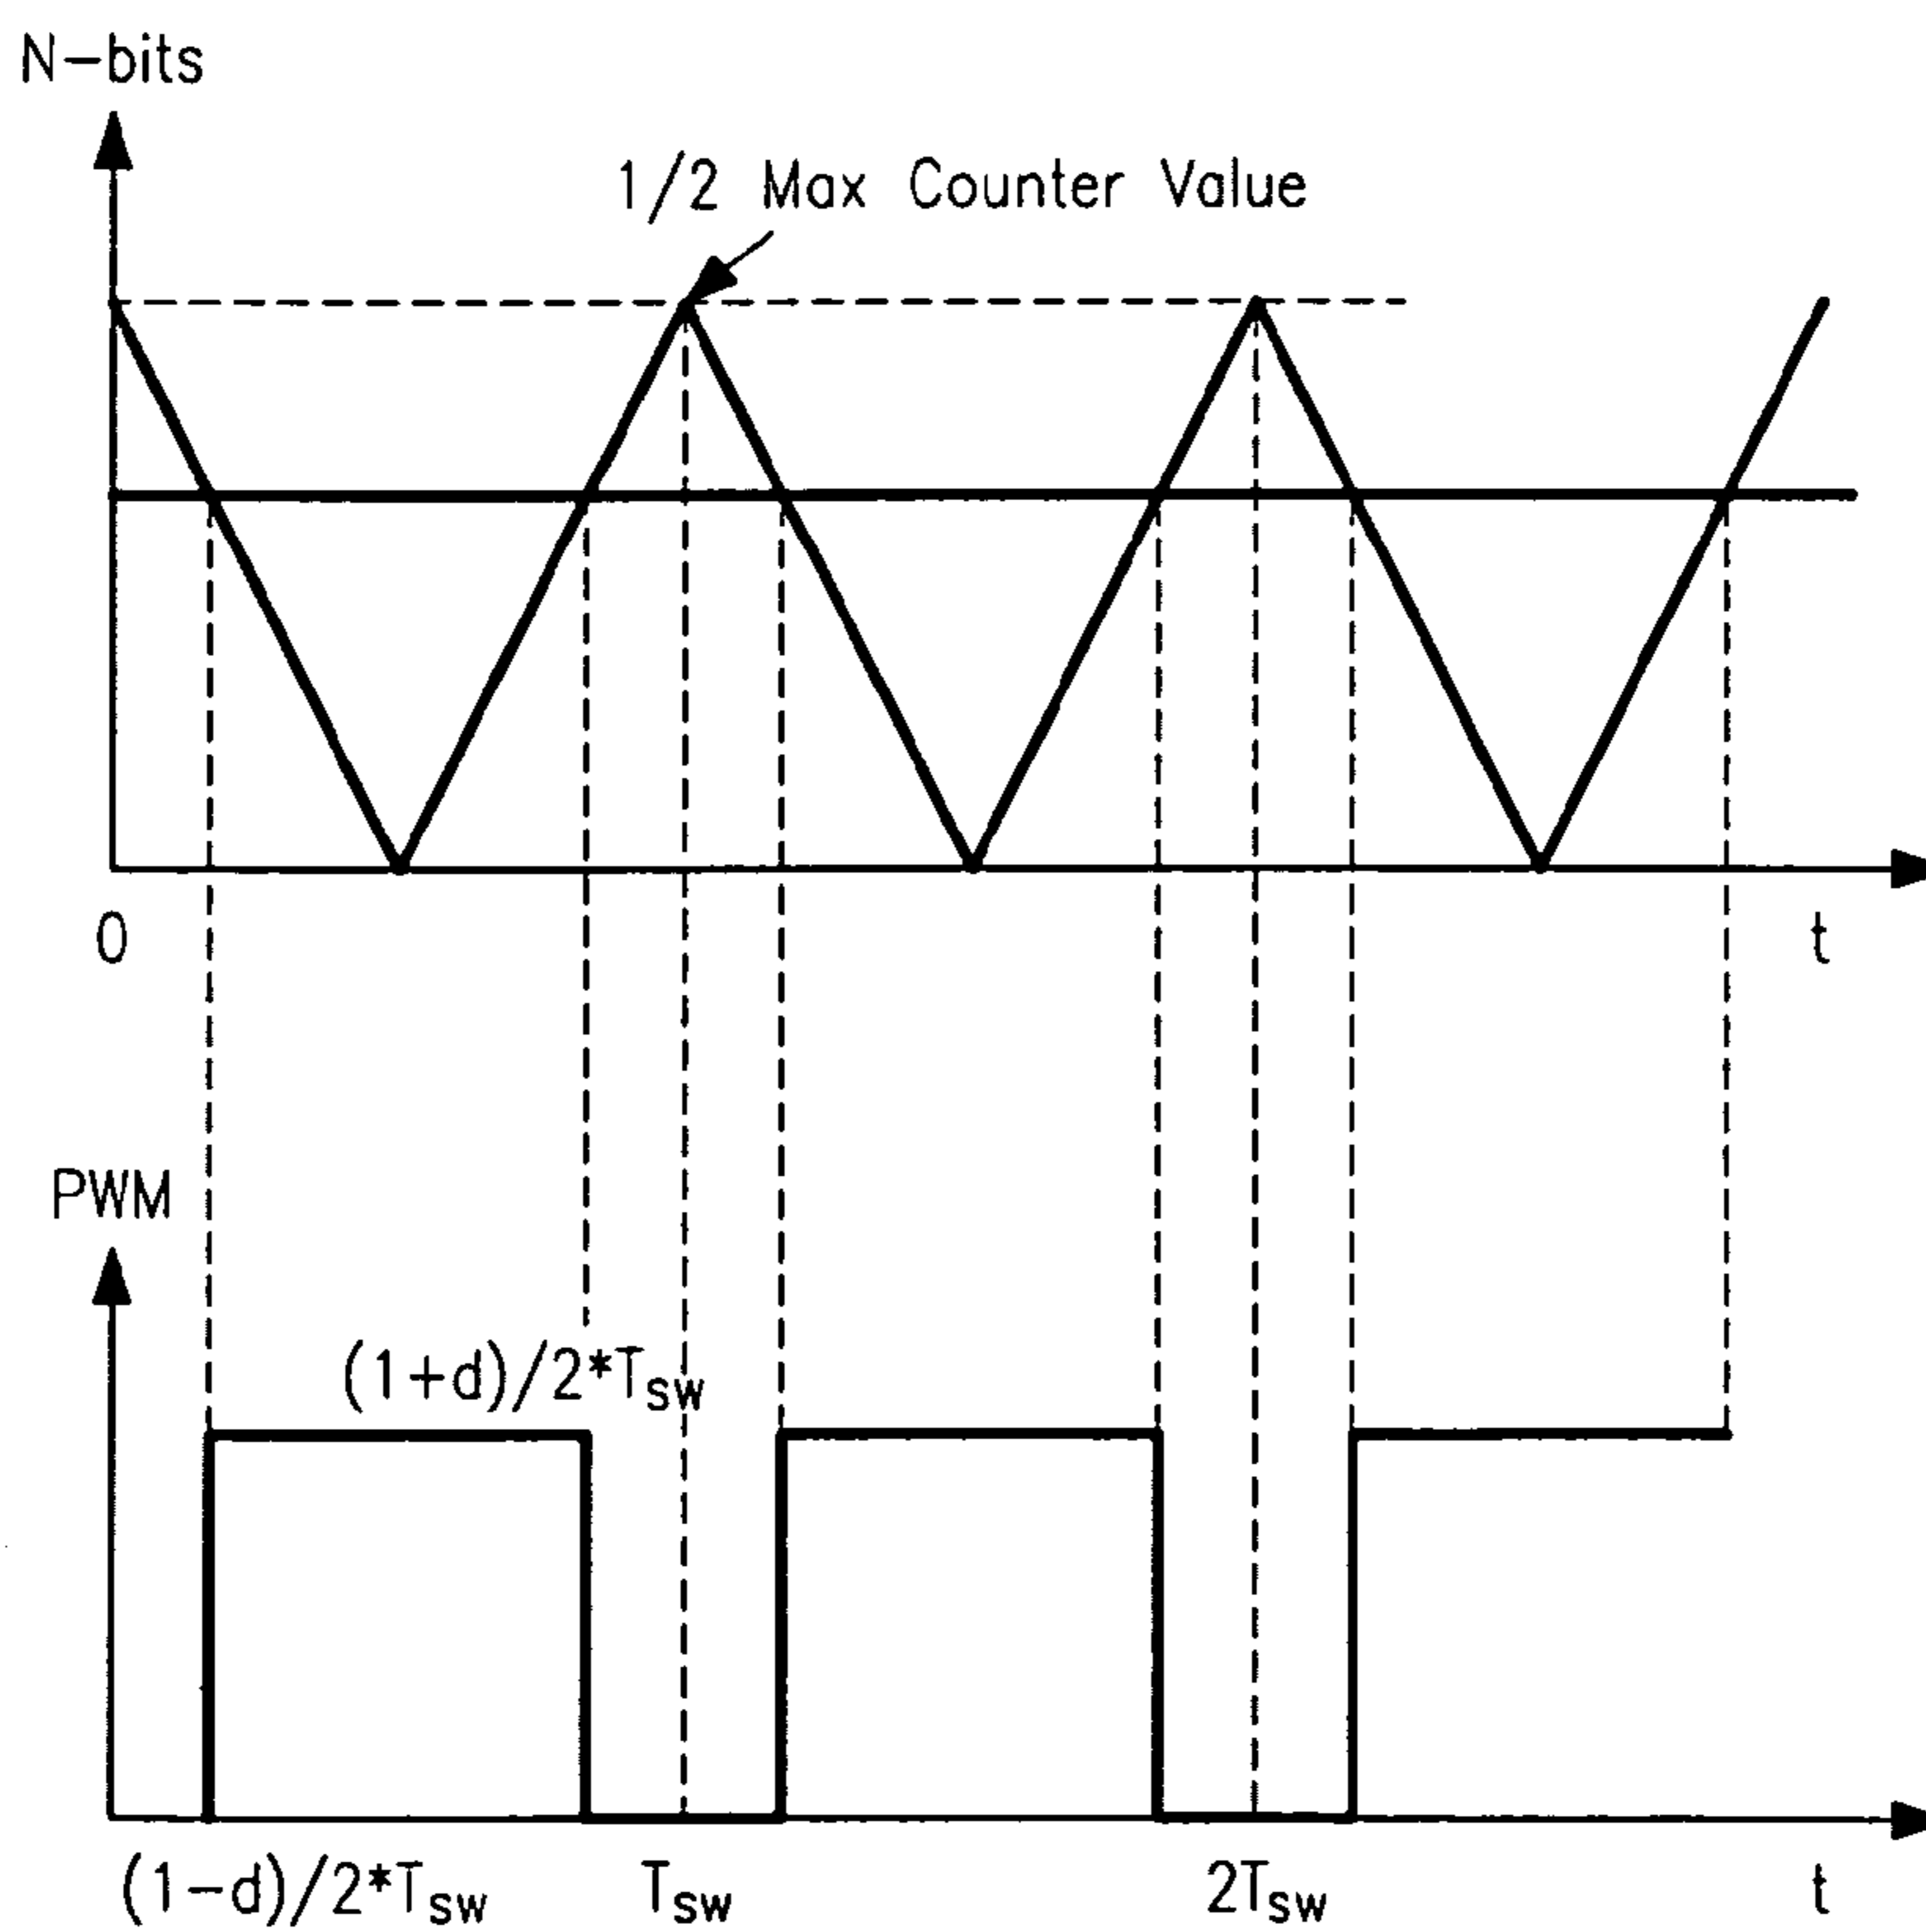 N-bits
1/2 Max Counter Value
0
t
PWM
(1+d)/2*Tsw
(1-d)/2*Tsw
Tsw
2Tsw
t